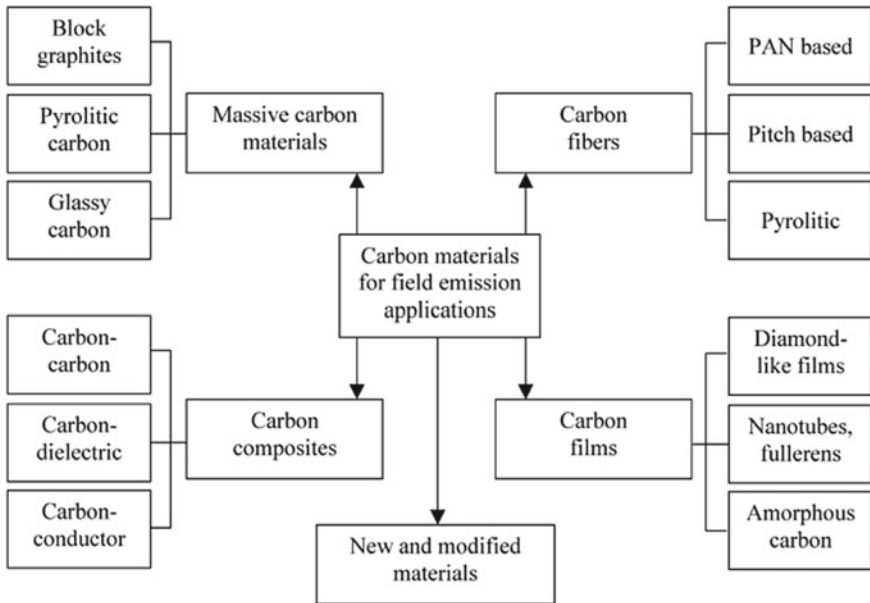 Block
graphites
Pyrolitic
carbon
Glassy
carbon
Massive carbon
materials
Carbon
fibers
PAN based
Pitch based
Pyrolitic
Carbon materials
for field emission
applications
Carbon-
carbon
Carbon-
dielectric
Carbon-
conductor
Carbon
composites
Carbon
films
Diamond-
like films
Nanotubes,
fullerens
Amorphous
carbon
New and modified
materials